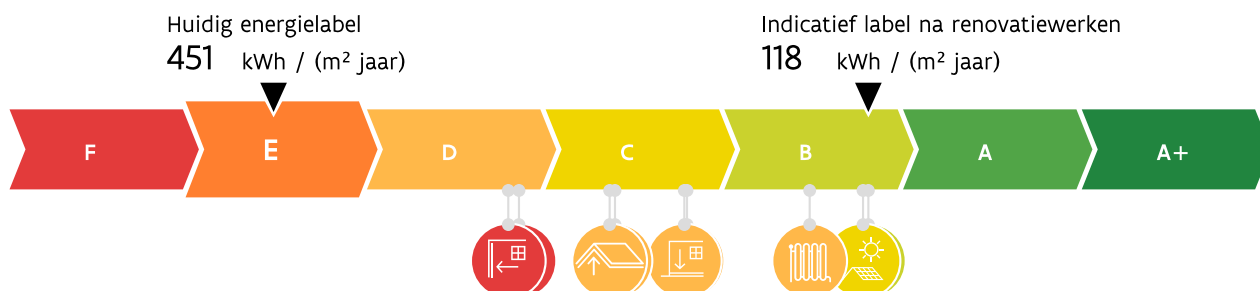 Huidig energielabel
451 kWh / (m² jaar)
Indicatief label na renovatiewerken
118 kWh / (m² jaar)
F E D C B A A+